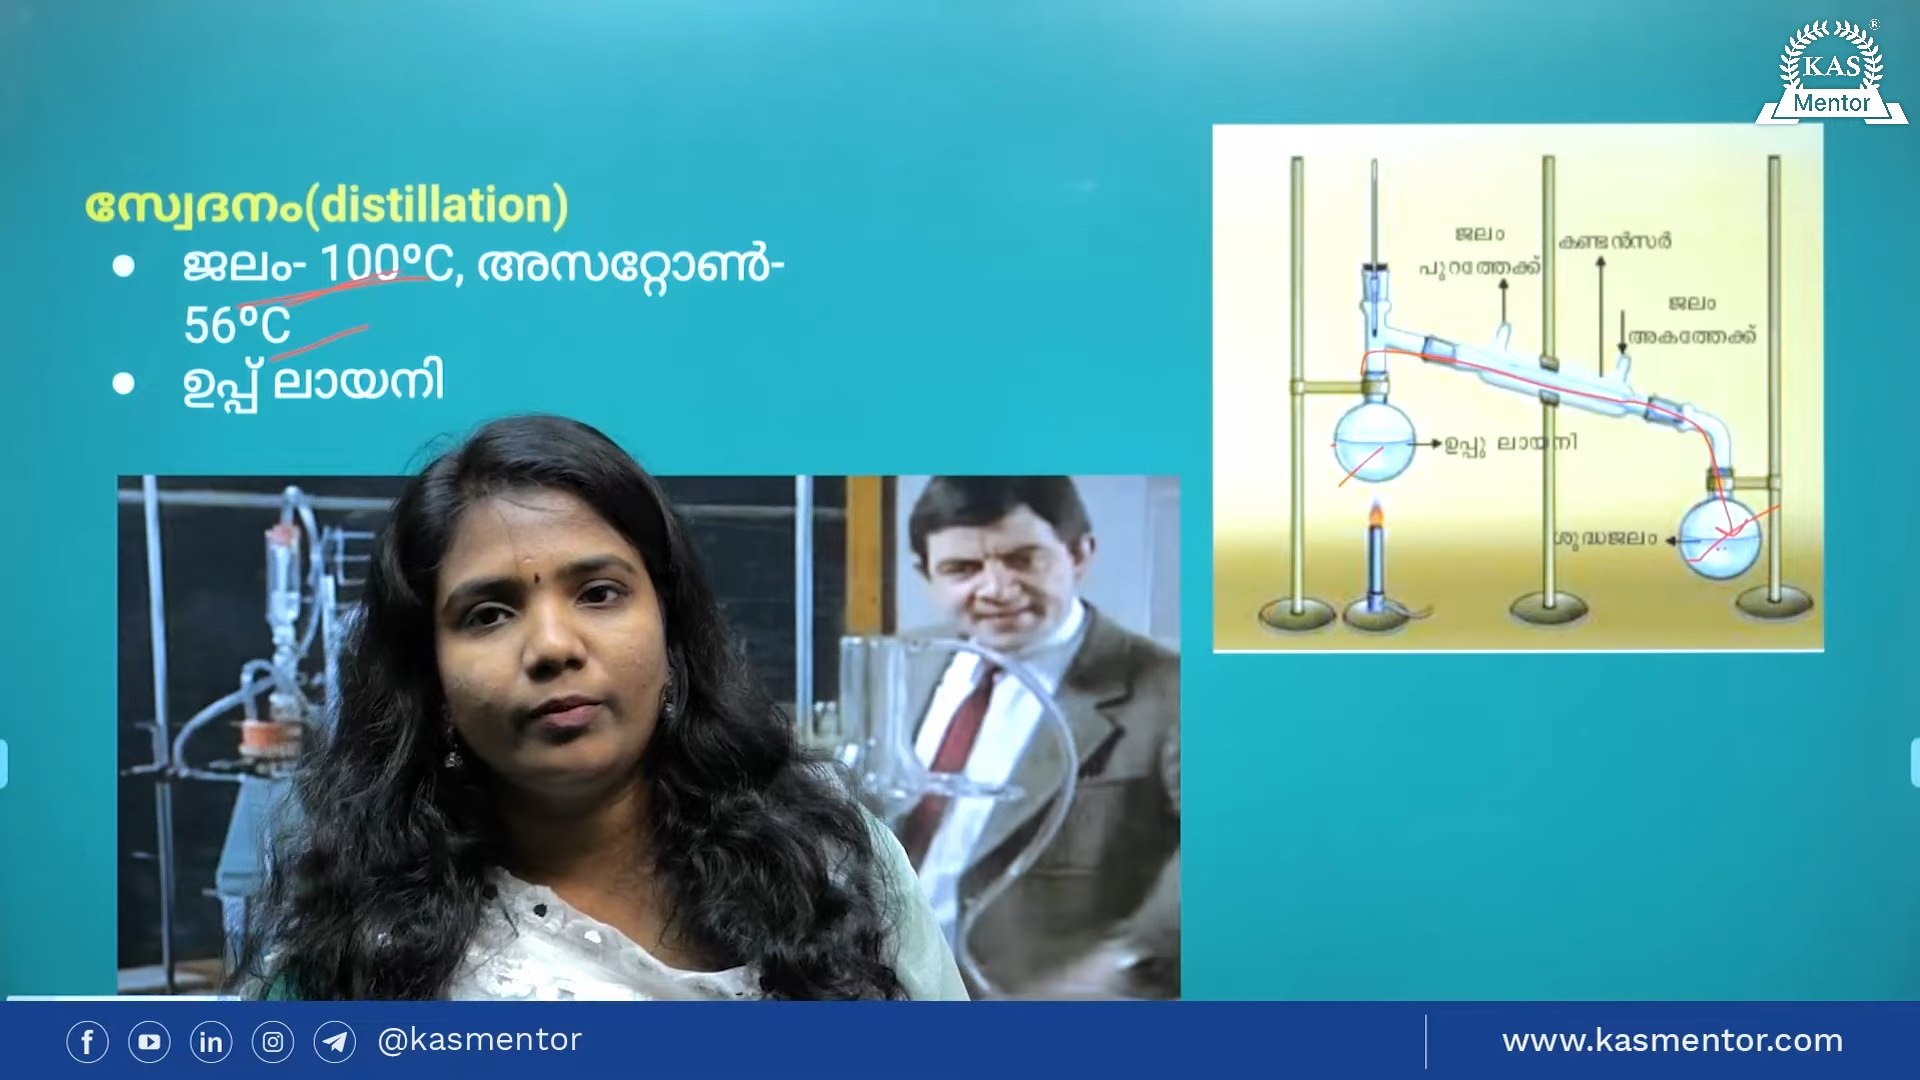 KAS
Mentor
®
സ്വേദനം(distillation)
● ജലം- 100°C, അസറ്റോൺ-
56°C
● ഉപ്പ് ലായനി
ജലം
പുറത്തേക്ക്
കണ്ടൻസർ
ജലം
അകത്തേക്ക്
ഉപ്പു ലായനി
ശുദ്ധജലം
@kasmentor
www.kasmentor.com